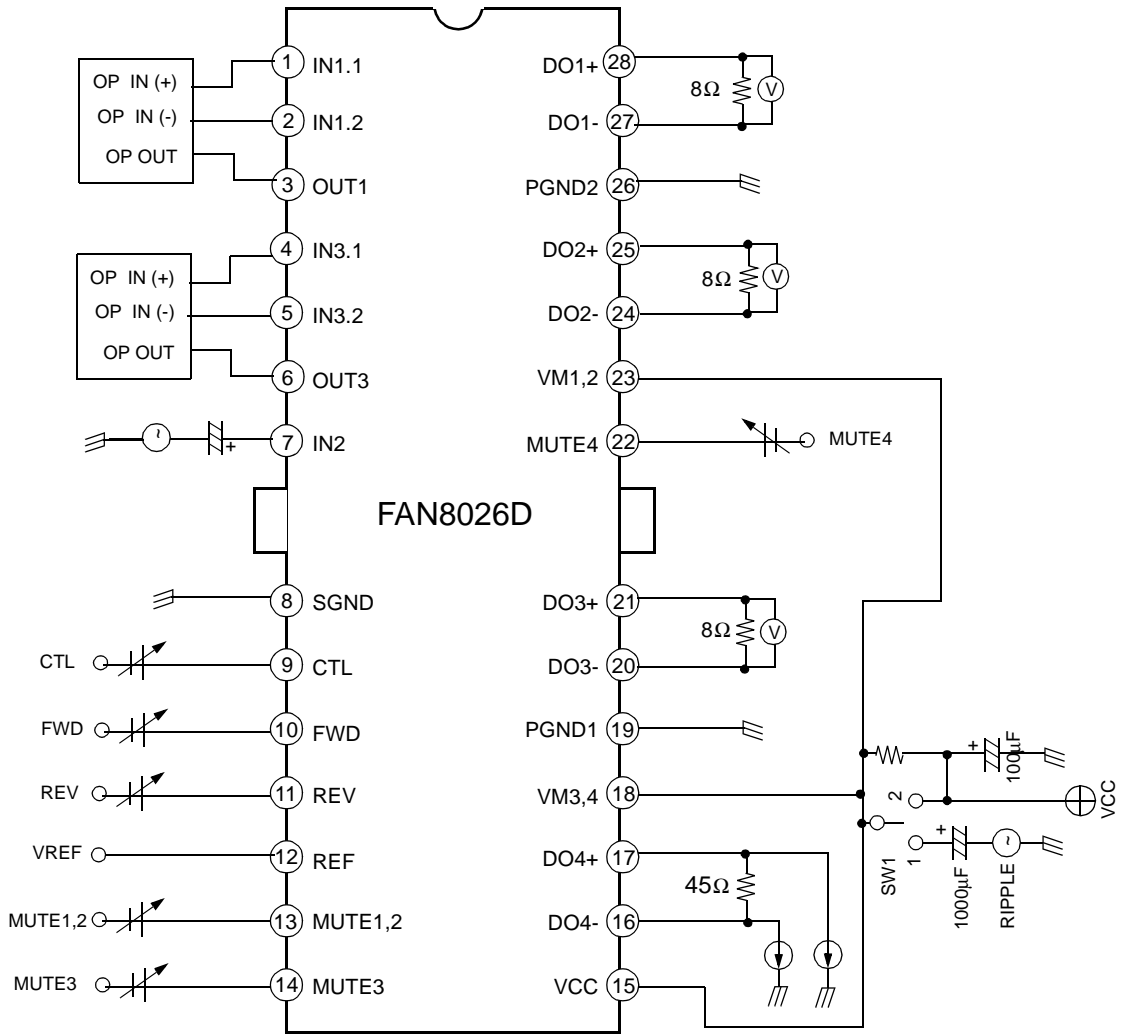 OP IN (+)
OP IN (-)
OP OUT
1 IN1.1
2 IN1.2
3 OUT1
OP IN (+)
OP IN (-)
OP OUT
4 IN3.1
5 IN3.2
6 OUT3
~ + 7 IN2
8 SGND
CTL 9 CTL
FWD 10 FWD
REV 11 REV
VREF 12 REF
MUTE1,2 13 MUTE1,2
MUTE3 14 MUTE3
FAN8026D
DO1+ 28
8Ω V
DO1- 27
PGND2 26
DO2+ 25
8Ω V
DO2- 24
VM1,2 23
MUTE4 22 MUTE4
DO3+ 21
8Ω V
DO3- 20
PGND1 19
VM3,4 18
DO4+ 17
45Ω
DO4- 16
VCC 15
+ 100µF
2
VCC
SW1
1
+ 1000µF
~ RIPPLE